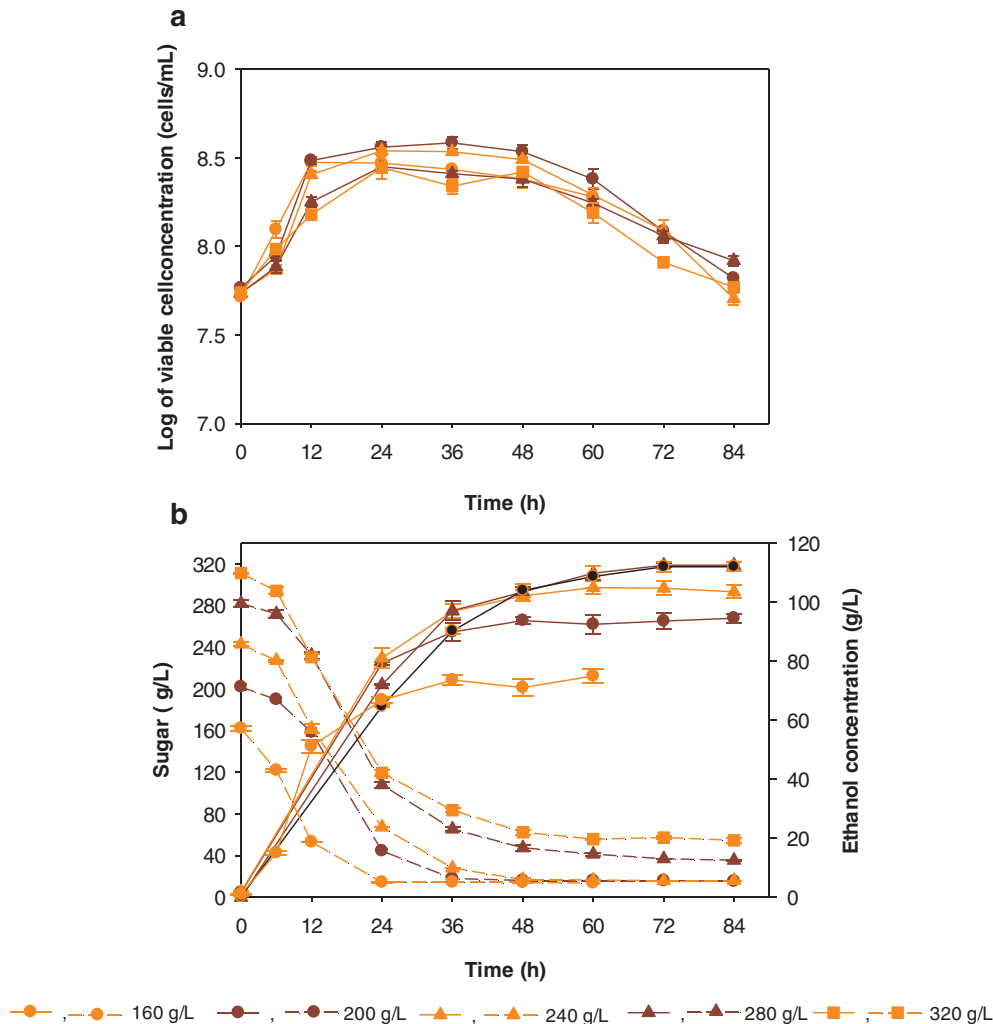 a
Log of viable cellconcentration (cells/mL)
9.0
8.5
8.0
7.5
7.0
0 12 24 36 48 60 72 84
Time (h)
b
Sugar ( g/L)
320
280
240
200
160
120
80
40
0
120
100
80
60
40
20
0
Ethanol concentration (g/L)
0 12 24 36 48 60 72 84
Time (h)
, 160 g/L , 200 g/L , 240 g/L , 280 g/L , 320 g/L